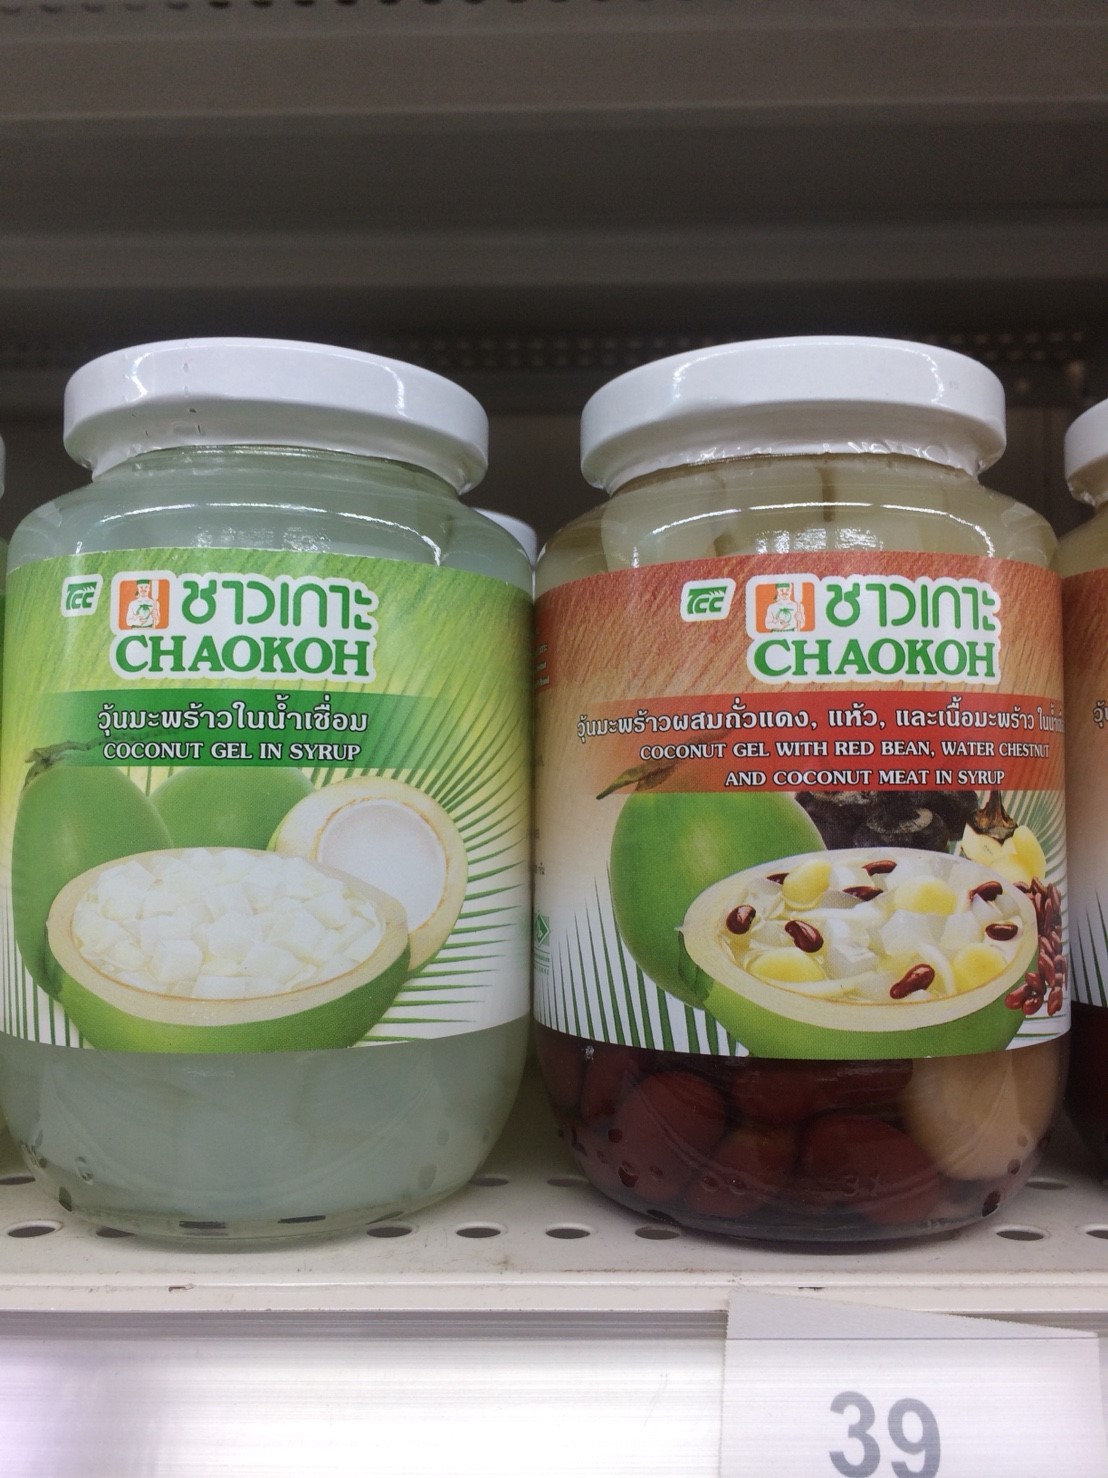 TCC
ชาวเกาะ
CHAOKOH
วุ้นมะพร้าวในน้ำเชื่อม
COCONUT GEL IN SYRUP
TCC
ชาวเกาะ
CHAOKOH
วุ้นมะพร้าวผสมถั่วแดง, แห้ว, และเนื้อมะพร้าว
COCONUT GEL WITH RED BEAN, WATER CHESTNUT
AND COCONUT MEAT IN SYRUP
39